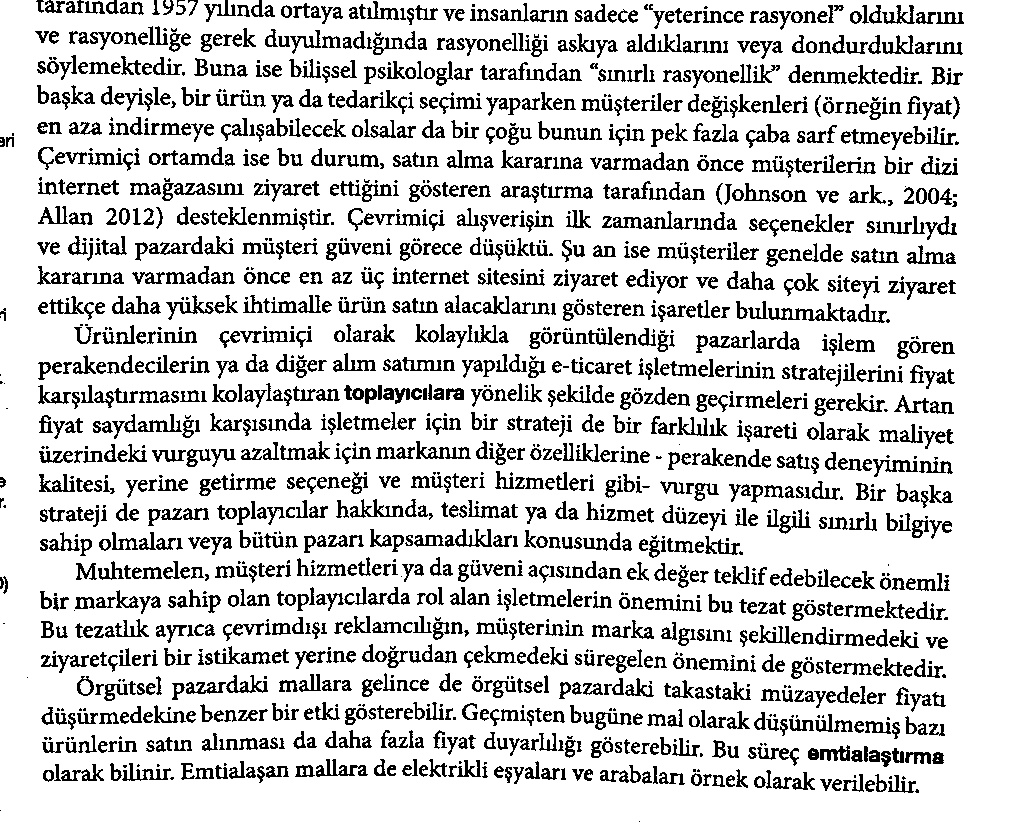 tarafından 1957 yılında ortaya atılmıştır ve insanların sadece “yeterince rasyonel” olduklarını
ve rasyonelliğe gerek duyulmadığında rasyonelliği askıya aldıklarını veya dondurduklarını
söylemektedir. Buna ise bilişsel psikologlar tarafından “sınırlı rasyonellik” denmektedir. Bir
başka deyişle, bir ürün ya da tedarikçi seçimi yaparken müşteriler değişkenleri (örneğin fiyat)
en aza indirmeye çalışabilecek olsalar da bir çoğu bunun için pek fazla çaba sarf etmeyebilir.
Çevrimiçi ortamda ise bu durum, satın alma kararına varmadan önce müşterilerin bir dizi
internet mağazasını ziyaret ettiğini gösteren araştırma tarafından (Johnson ve ark., 2004;
Allan 2012) desteklenmiştir. Çevrimiçi alışverişin ilk zamanlarında seçenekler sınırlıydı
ve dijital pazardaki müşteri güveni görece düşüktü. Şu an ise müşteriler genelde satın alma
kararına varmadan önce en az üç internet sitesini ziyaret ediyor ve daha çok siteyi ziyaret
ettikçe daha yüksek ihtimalle ürün satın alacaklarını gösteren işaretler bulunmaktadır.
Ürünlerinin çevrimiçi olarak kolaylıkla görüntülendiği pazarlarda işlem gören
perakendecilerin ya da diğer alım satımın yapıldığı e-ticaret işletmelerinin stratejilerini fiyat
karşılaştırmasını kolaylaştıran toplayıcılara yönelik şekilde gözden geçirmeleri gerekir. Artan
fiyat saydamlığı karşısında işletmeler için bir strateji de bir farklılık işareti olarak maliyet
üzerindeki vurguyu azaltmak için markanın diğer özelliklerine - perakende satış deneyiminin
kalitesi, yerine getirme seçeneği ve müşteri hizmetleri gibi- vurgu yapmasıdır. Bir başka
strateji de pazarı toplayıcılar hakkında, teslimat ya da hizmet düzeyi ile ilgili sınırlı bilgiye
sahip olmaları veya bütün pazarı kapsamadıkları konusunda eğitmektir.
Muhtemelen, müşteri hizmetleri ya da güveni açısından ek değer teklif edebilecek önemli
bir markaya sahip olan toplayıcılarda rol alan işletmelerin önemini bu tezat göstermektedir.
Bu tezatlık ayrıca çevrimdışı reklamcılığın, müşterinin marka algısını şekillendirmedeki ve
ziyaretçileri bir istikamet yerine doğrudan çekmedeki süregelen önemini de göstermektedir.
Örgütsel pazardaki mallara gelince de örgütsel pazardaki takastaki müzayedeler fiyatı
düşürmedekine benzer bir etki gösterebilir. Geçmişten bugüne mal olarak düşünülmemiş bazı
ürünlerin satın alınması da daha fazla fiyat duyarlılığı gösterebilir. Bu süreç emtialaştırma
olarak bilinir. Emtialaşan mallara de elektrikli eşyaları ve arabaları örnek olarak verilebilir.